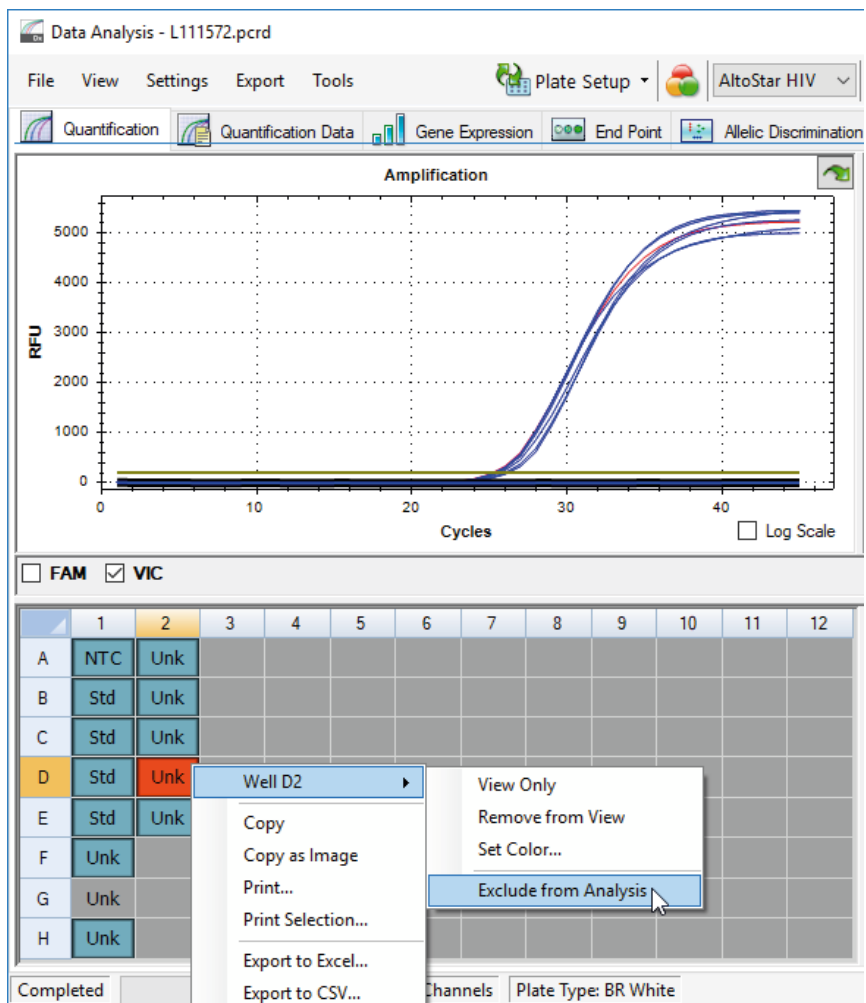 Data Analysis - L111572.pcrd
File View Settings Export Tools Plate Setup AltoStar HIV
Quantification Quantification Data Gene Expression End Point Allelic Discrimination
Amplification
5000
4000
3000
2000
1000
0
RFU
0 10 20 30 40
Cycles
Log Scale
FAM VIC
1 2 3 4 5 6 7 8 9 10 11 12
A NTC Unk
B Std Unk
C Std Unk
D Std Unk
E Std Unk
F Unk
G Unk
H Unk
Well D2
Copy
Copy as Image
Print...
Print Selection...
Export to Excel...
Export to CSV...
View Only
Remove from View
Set Color...
Exclude from Analysis
Completed Channels Plate Type: BR White